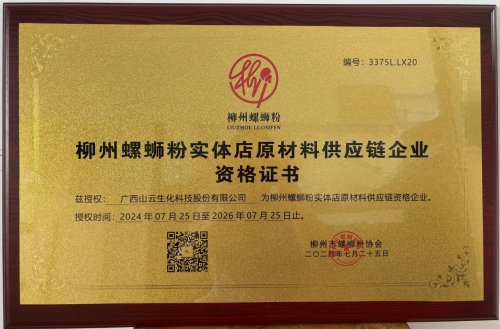 编号：3375L.LX20
柳州螺蛳粉
LIUZHOU LUOSIFEN
柳州螺蛳粉实体店原材料供应链企业
资格证书
兹授权： 广西山云生化科技股份有限公司 为柳州螺蛳粉实体店原材料供应链资格企业。
授权时间：2024年07月25日至2026年07月25日止。
柳州市螺蛳粉协会
二〇二四年七月二十五日